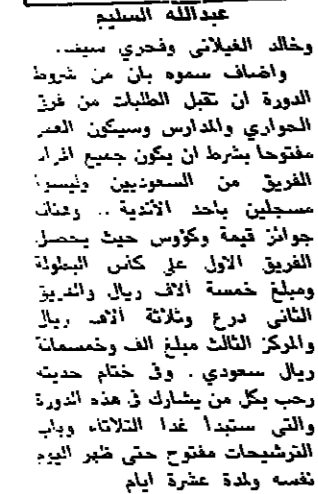 عبدالله السليم
وخالد الغيلاني وفخري سيف.
واضاف سموه بان من شروط
الدورة ان تقبل الطلبات من فرق
الحواري والمدارس وسيكون العمر
مفتوحا بشرط ان يكون جميع افراد
الفريق من السعوديين وليسوا
مسجلين باحد الأندية .. وهناك
جوائز قيمة وكؤوس حيث يحصل
الفريق الاول على كأس البطولة
ومبلغ خمسة آلاف ريال والفريق
الثاني درع وثلاثة آلاف ريال
والمركز الثالث مبلغ الف وخمسمائة
ريال سعودي . وفي ختام حديثه
رحب بكل من يشارك في هذه الدورة
والتي ستبدأ غدا الثلاثاء وباب
الترشيحات مفتوح حتى ظهر اليوم
نفسه ولمدة عشرة ايام